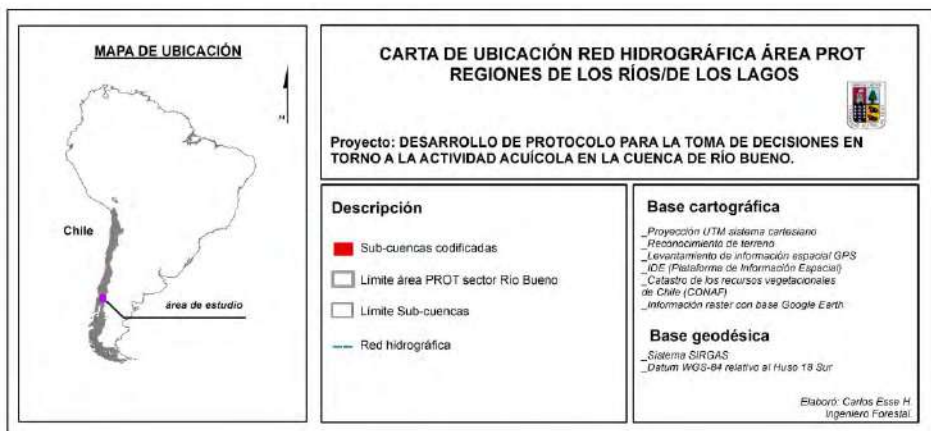 MAPA DE UBICACIÓN
N
Chile
área de estudio
CARTA DE UBICACIÓN RED HIDROGRÁFICA ÁREA PROT
REGIONES DE LOS RÍOS/DE LOS LAGOS
Proyecto: DESARROLLO DE PROTOCOLO PARA LA TOMA DE DECISIONES EN
TORNO A LA ACTIVIDAD ACUÍCOLA EN LA CUENCA DE RÍO BUENO.
Descripción
Sub-cuencas codificadas
Límite área PROT sector Río Bueno
Límite Sub-cuencas
Red hidrográfica
Base cartográfica
_Proyección UTM sistema cartesiano
_Reconocimiento de terreno
_Levantamiento de información espacial GPS
_IDE (Plataforma de Información Espacial)
_Catastro de los recursos vegetacionales
de Chile (CONAF)
_Información raster con base Google Earth
Base geodésica
_Sistema SIRGAS
_Datum WGS-84 relativo al Huso 18 Sur
Elaboró: Carlos Esse H.
Ingeniero Forestal.